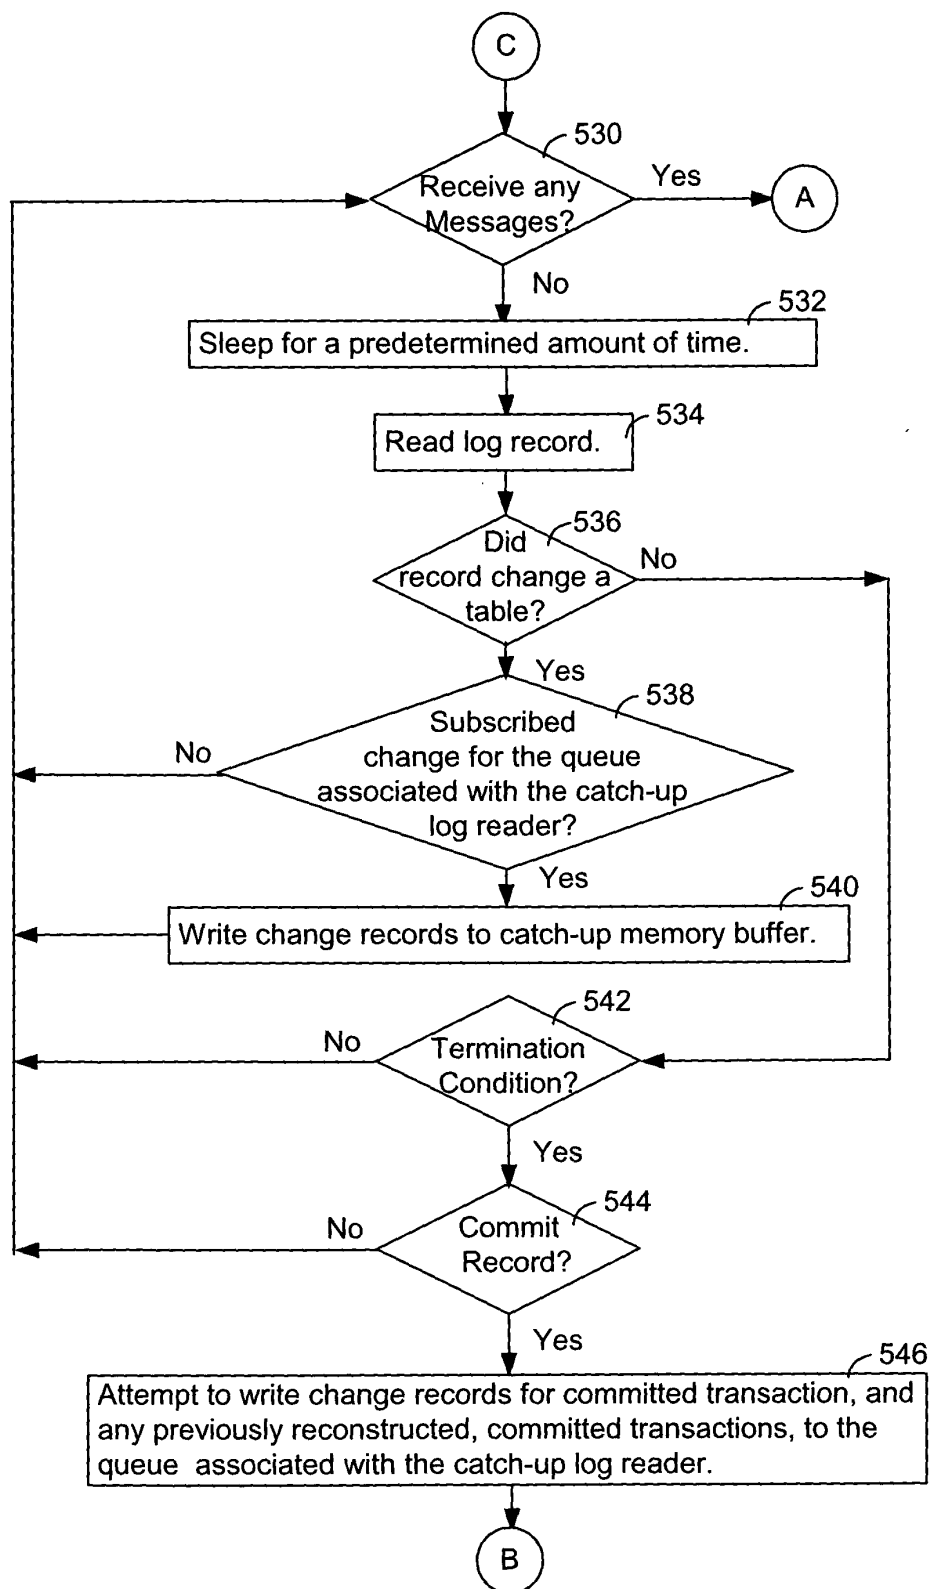 C
530
Receive any
Messages?
Yes
A
No
532
Sleep for a predetermined amount of time.
534
Read log record.
536
Did
record change a
table?
No
Yes
538
Subscribed
change for the queue
associated with the catch-up
log reader?
No
Yes
540
Write change records to catch-up memory buffer.
542
Termination
Condition?
No
Yes
544
Commit
Record?
No
Yes
546
Attempt to write change records for committed transaction, and
any previously reconstructed, committed transactions, to the
queue associated with the catch-up log reader.
B